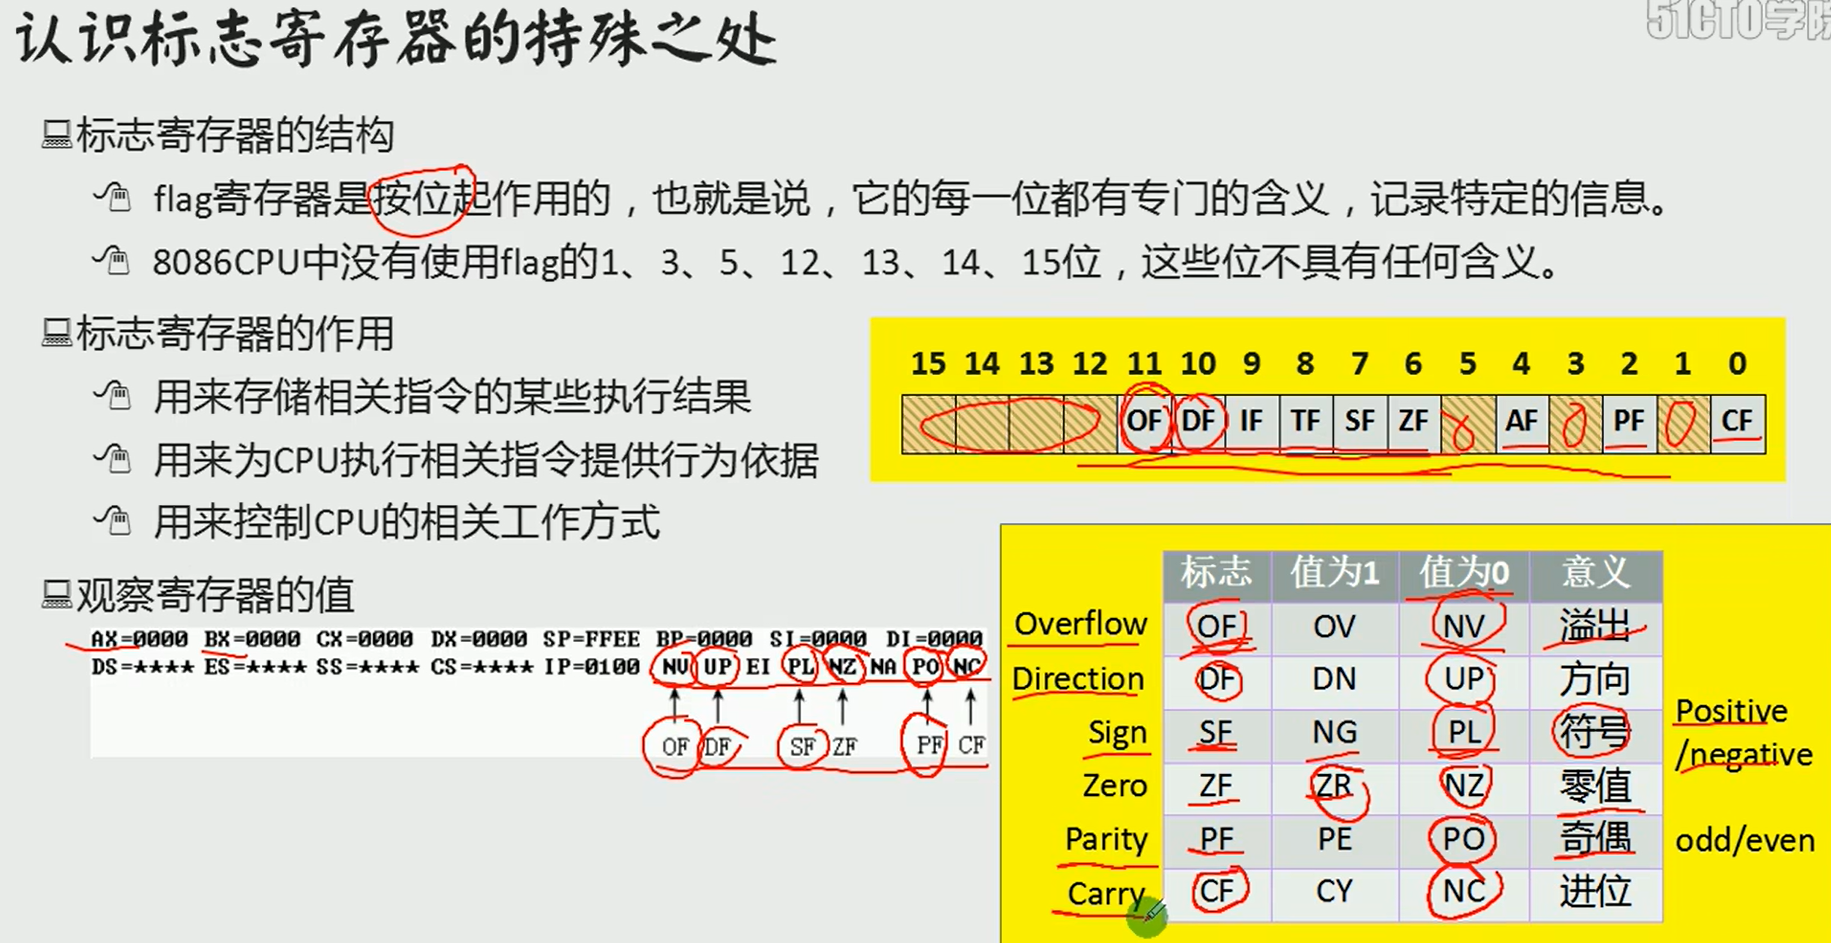 认识标志寄存器的特殊之处
51CTO学院
标志寄存器的结构
flag寄存器是按位起作用的，也就是说，它的每一位都有专门的含义，记录特定的信息。
8086CPU中没有使用flag的1、3、5、12、13、14、15位，这些位不具有任何含义。
标志寄存器的作用
用来存储相关指令的某些执行结果
用来为CPU执行相关指令提供行为依据
用来控制CPU的相关工作方式
15 14 13 12 11 10 9 8 7 6 5 4 3 2 1 0
OF DF IF TF SF ZF AF PF CF
观察寄存器的值
AX=0000 BX=0000 CX=0000 DX=0000 SP=FFEE BP=0000 SI=0000 DI=0000
DS=**** ES=**** SS=**** CS=**** IP=0100 NV UP EI PL NZ NA PO NC
OF DF SF ZF PF CF
标志 值为1 值为0 意义
Overflow OF OV NV 溢出
Direction DF DN UP 方向
Sign SF NG PL 符号 Positive
/negative
Zero ZF ZR NZ 零值
Parity PF PE PO 奇偶 odd/even
Carry CF CY NC 进位